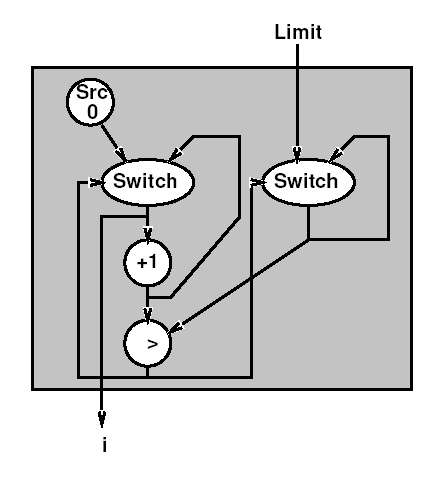 Limit
Src
0
Switch
Switch
+1
>
i